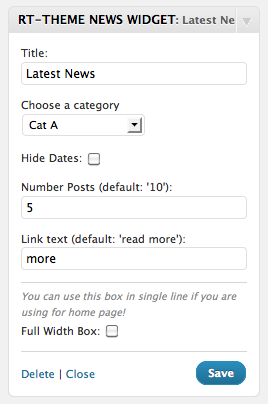 RT-THEME NEWS WIDGET: Latest Ne
Title:
Latest News
Choose a category
Cat A
Hide Dates:
Number Posts (default: '10'):
5
Link text (default: 'read more'):
more
You can use this box in single line if you are
using for home page!
Full Width Box:
Delete | Close
Save